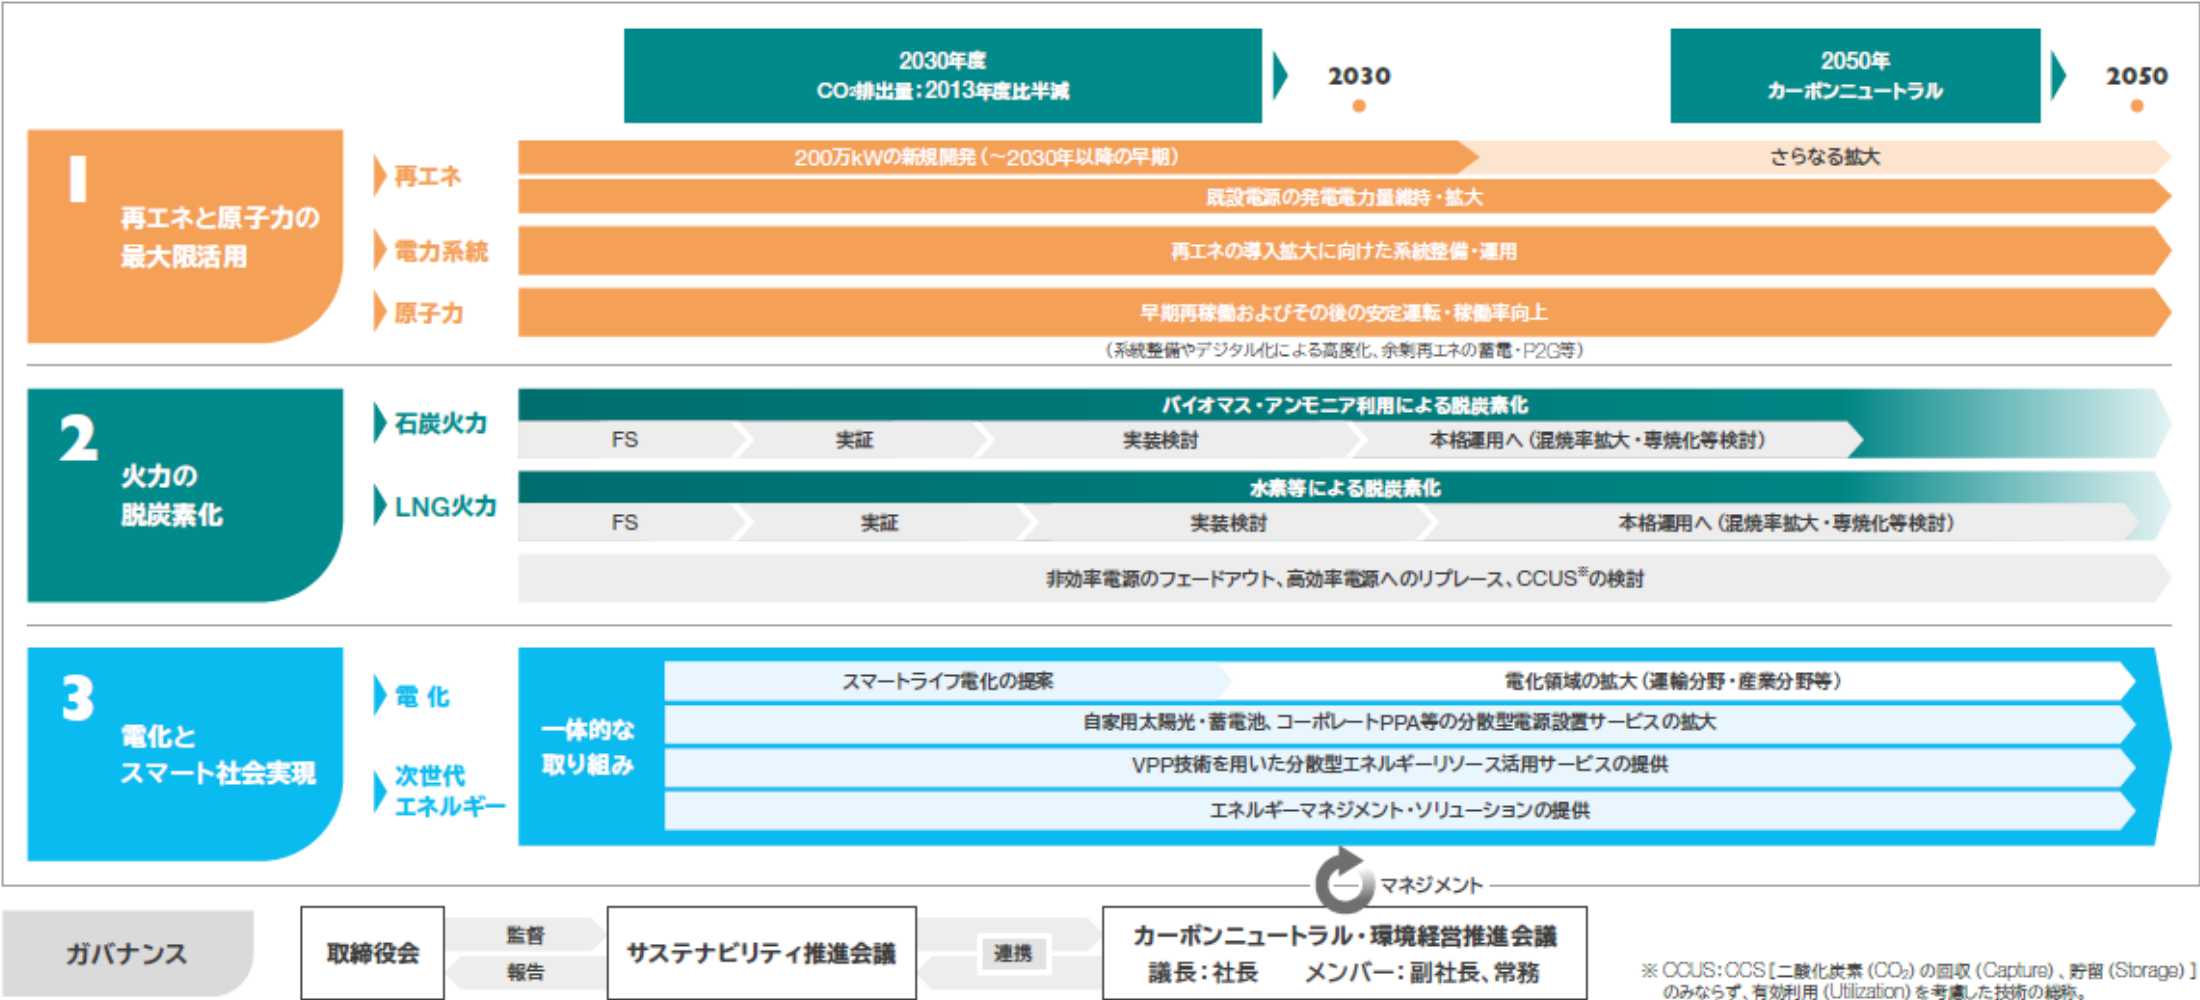 2030年度
CO₂排出量：2013年度比半減
2030
2050年
カーボンニュートラル
2050
1
再エネと原子力の
最大限活用
再エネ
200万kWの新規開発（〜2030年以降の早期）
さらなる拡大
既設電源の発電電力量維持・拡大
電力系統
再エネの導入拡大に向けた系統整備・運用
原子力
早期再稼働およびその後の安定運転・稼働率向上
（系統整備やデジタル化による高度化、余剰再エネの蓄電・P2G等）
2
火力の
脱炭素化
石炭火力
バイオマス・アンモニア利用による脱炭素化
FS
実証
実装検討
本格運用へ（混焼率拡大・専焼化等検討）
LNG火力
水素等による脱炭素化
FS
実証
実装検討
本格運用へ（混焼率拡大・専焼化等検討）
非効率電源のフェードアウト、高効率電源へのリプレース、CCUS※の検討
3
電化と
スマート社会実現
電 化
次世代
エネルギー
一体的な
取り組み
スマートライフ電化の提案
電化領域の拡大（運輸分野・産業分野等）
自家用太陽光・蓄電池、コーポレートPPA等の分散型電源設置サービスの拡大
VPP技術を用いた分散型エネルギーリソース活用サービスの提供
エネルギーマネジメント・ソリューションの提供
マネジメント
ガバナンス
取締役会
監督
報告
サステナビリティ推進会議
連携
カーボンニュートラル・環境経営推進会議
議長：社長　メンバー：副社長、常務
※ CCUS：CCS［二酸化炭素（CO₂）の回収（Capture）、貯留（Storage）］
のみならず、有効利用（Utilization）を考慮した技術の総称。